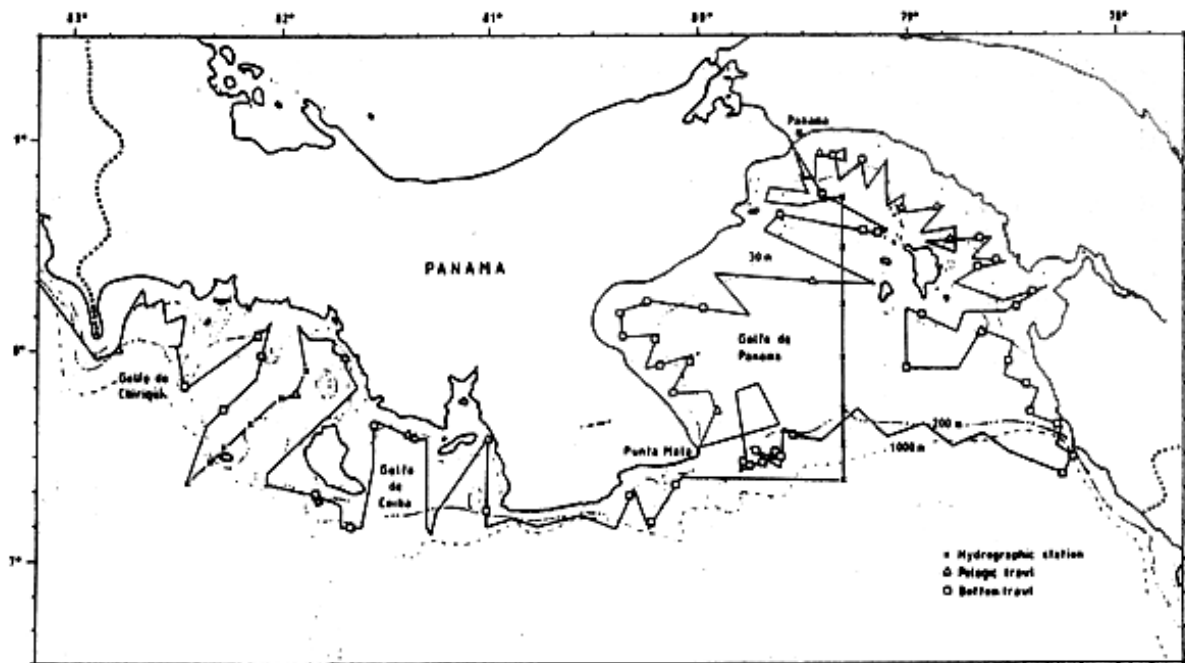 83° 82° 81° 80° 79° 78°
9°
Panama
PANAMA
30 m
8°
Golfo de
Panama
Golfo de
Chiriqui
Punta Mala
200 m
1000 m
Golfo
de
Coiba
7°
Hydrographic station
Pelagic trawl
Bottom trawl